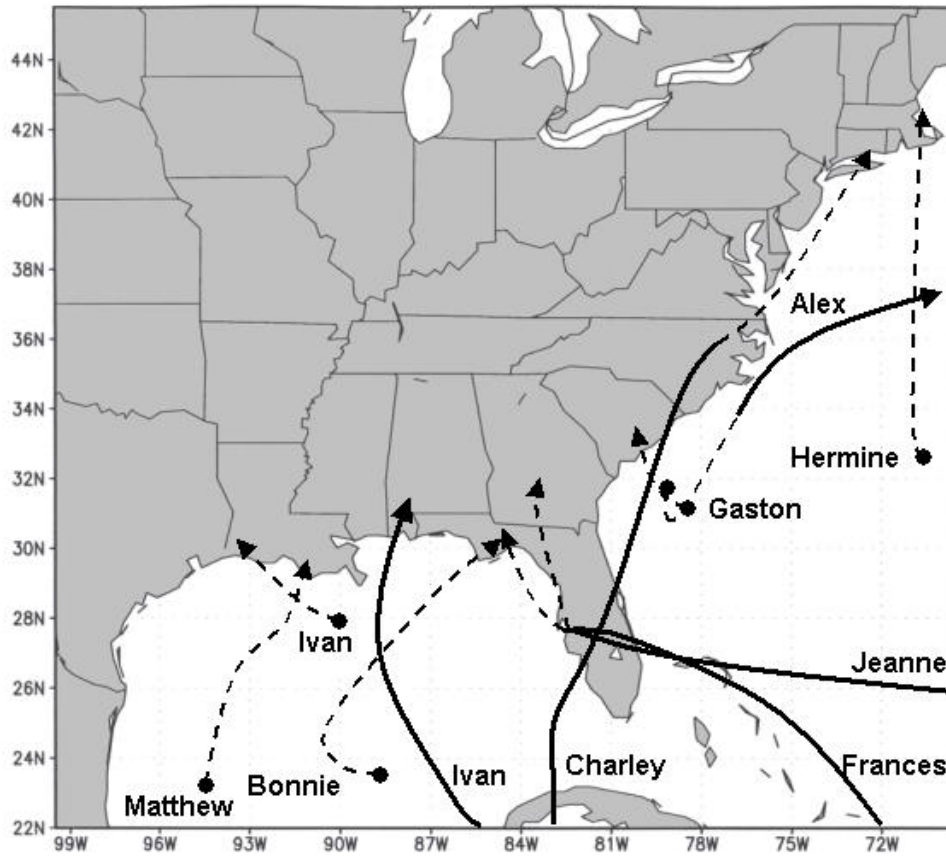 44N
42N
40N
38N
36N
34N
32N
30N
28N
26N
24N
22N
Alex
Hermine
Gaston
Ivan
Jeanne
Matthew
Bonnie
Ivan
Charley
Frances
99W 96W 93W 90W 87W 84W 81W 78W 75W 72W